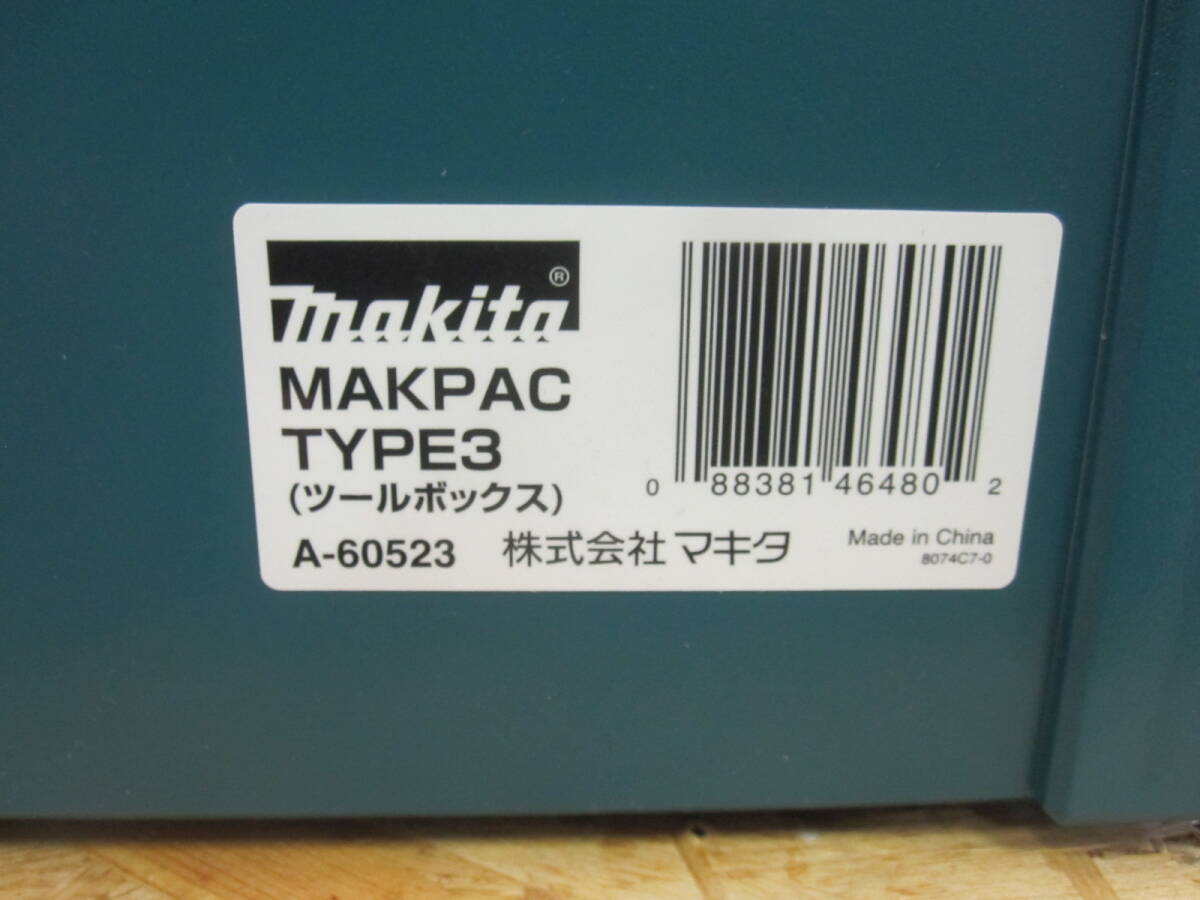 makita®
MAKPAC
TYPE3
(ツールボックス)
A-60523
0 88381 46480 2
株式会社マキタ
Made in China
8074C7-0